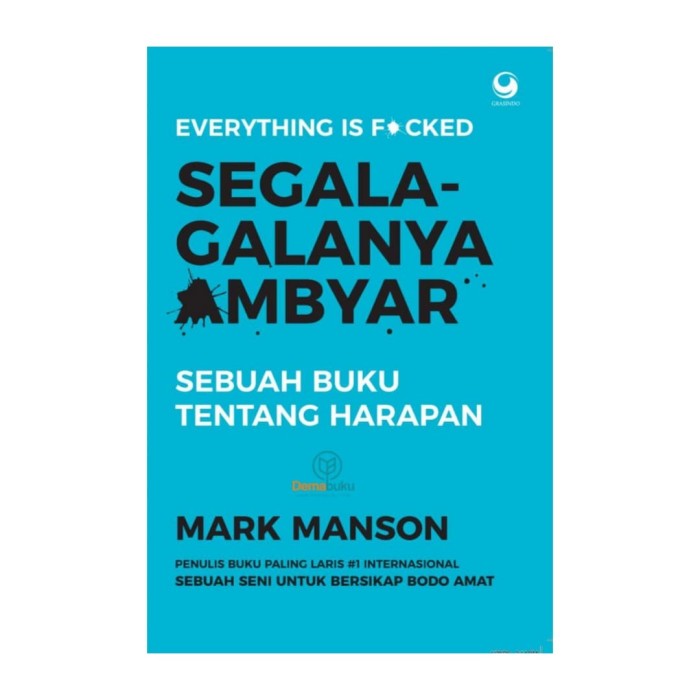 GRASINDO
EVERYTHING IS F*CKED
SEGALA-
GALANYA
AMBYAR
SEBUAH BUKU
TENTANG HARAPAN
Demabuku
MARK MANSON
PENULIS BUKU PALING LARIS #1 INTERNASIONAL
SEBUAH SENI UNTUK BERSIKAP BODO AMAT